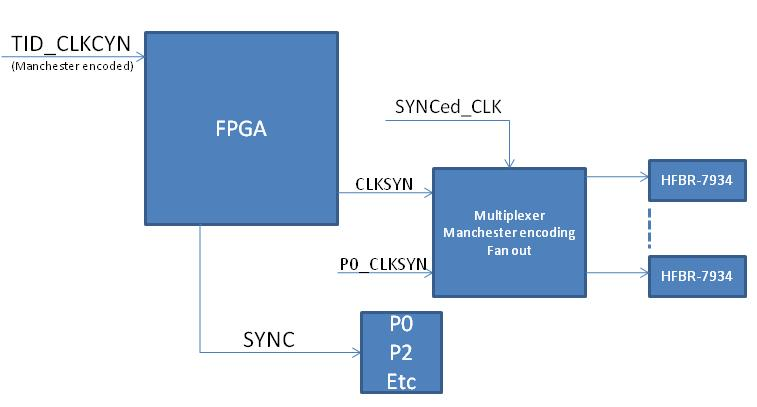 TID_CLKCYN
(Manchester encoded)
FPGA
SYNCed_CLK
CLKSYN
Multiplexer
Manchester encoding
Fan out
HFBR-7934
P0_CLKSYN
HFBR-7934
SYNC
P0
P2
Etc